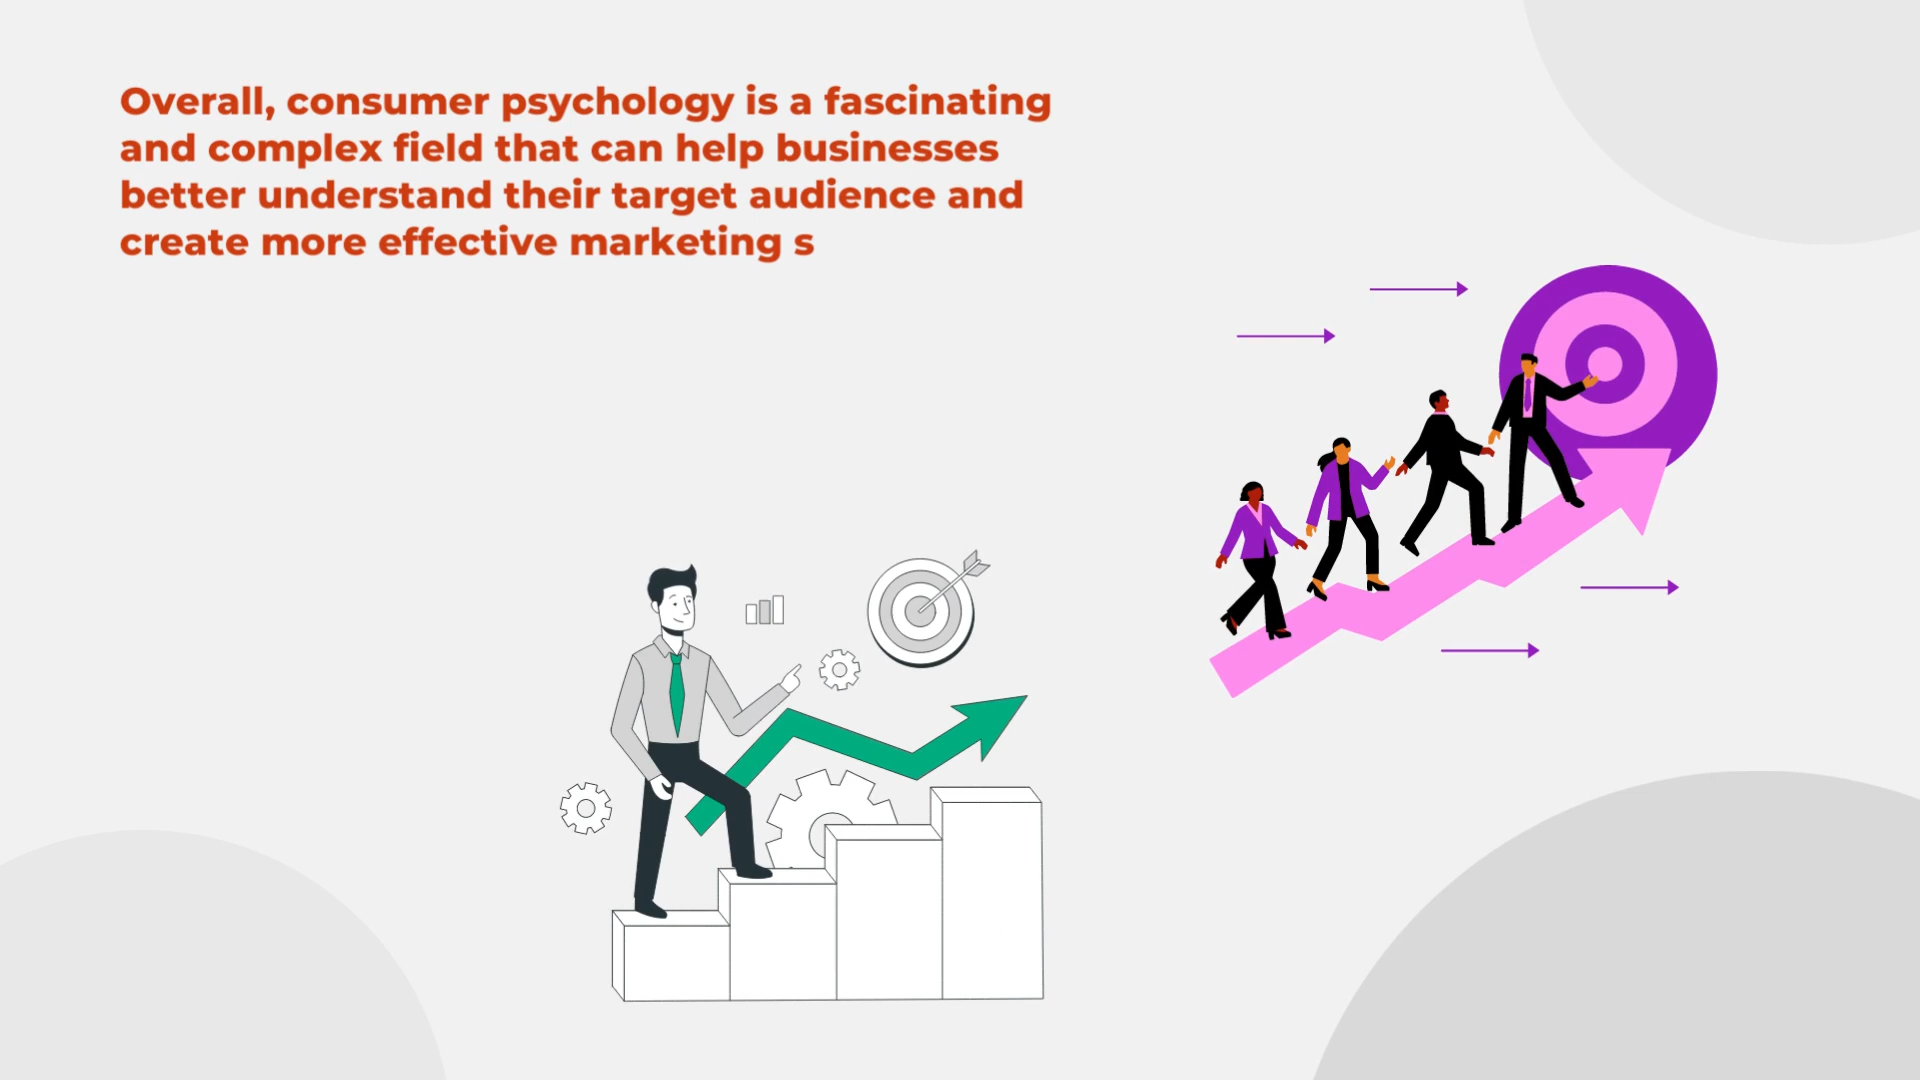 Overall, consumer psychology is a fascinating
and complex field that can help businesses
better understand their target audience and
create more effective marketing s